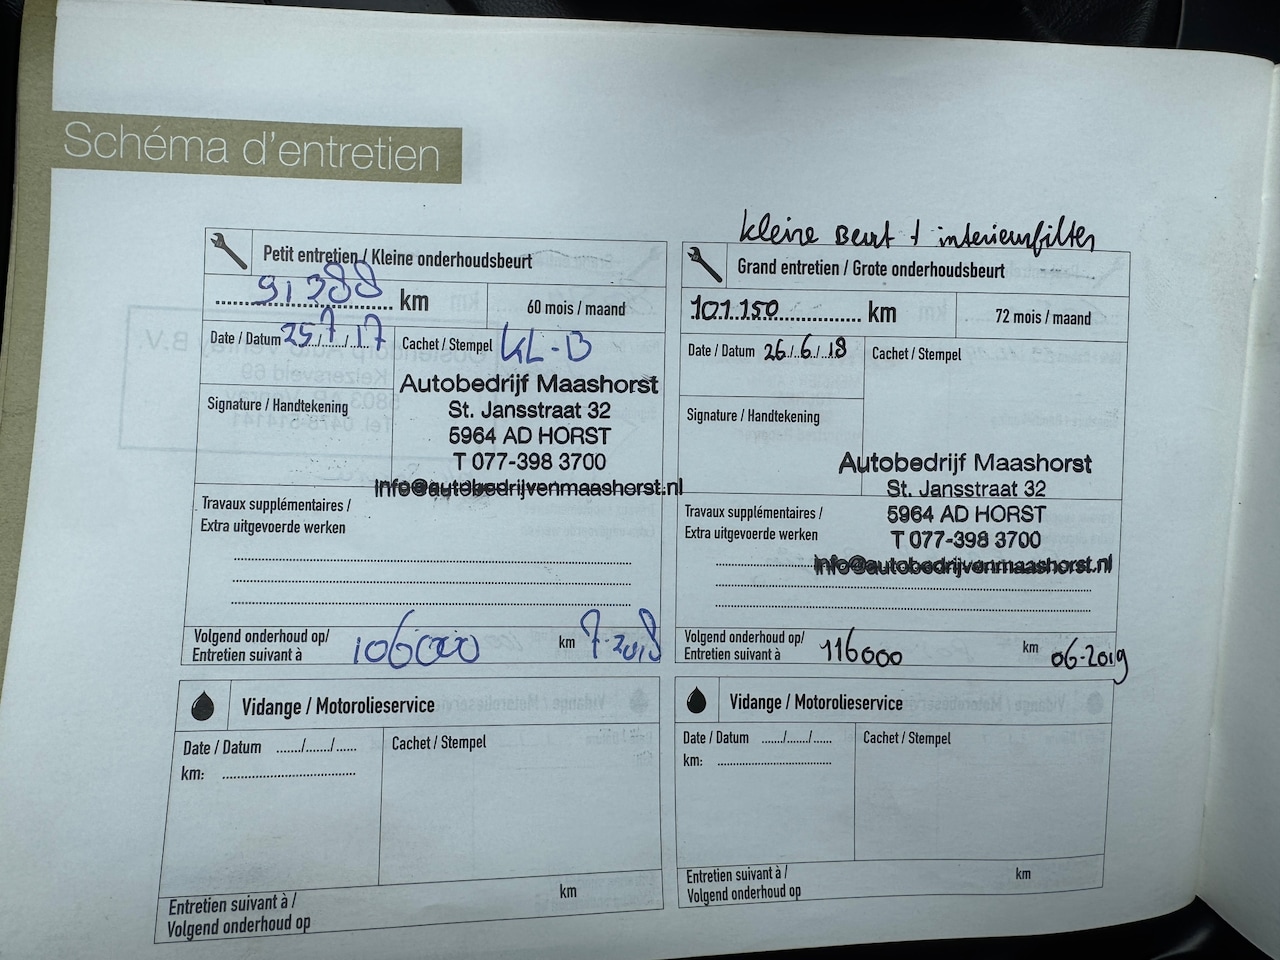 Schéma d'entretien
Petit entretien / Kleine onderhoudsbeurt
91.388 km
60 mois / maand
Date / Datum 25/7/17
Cachet / Stempel KL-B
Autobedrijf Maashorst
St. Jansstraat 32
5964 AD HORST
T 077-398 3700
info@autobedrijvenmaashorst.nl
Signature / Handtekening
Travaux supplémentaires /
Extra uitgevoerde werken
Volgend onderhoud op/
Entretien suivant à
106000 km 7-2018
kleine Beurt + interieurfilter
Grand entretien / Grote onderhoudsbeurt
101.150 km
72 mois / maand
Date / Datum 26/6/18
Cachet / Stempel
Signature / Handtekening
Autobedrijf Maashorst
St. Jansstraat 32
5964 AD HORST
T 077-398 3700
info@autobedrijvenmaashorst.nl
Travaux supplémentaires /
Extra uitgevoerde werken
Volgend onderhoud op/
Entretien suivant à
116000 km 06-2019
Vidange / Motorolieservice
Date / Datum ......./......./......
Cachet / Stempel
km:
Entretien suivant à /
Volgend onderhoud op
km
Vidange / Motorolieservice
Date / Datum ......./......./......
Cachet / Stempel
km:
Entretien suivant à /
Volgend onderhoud op
km